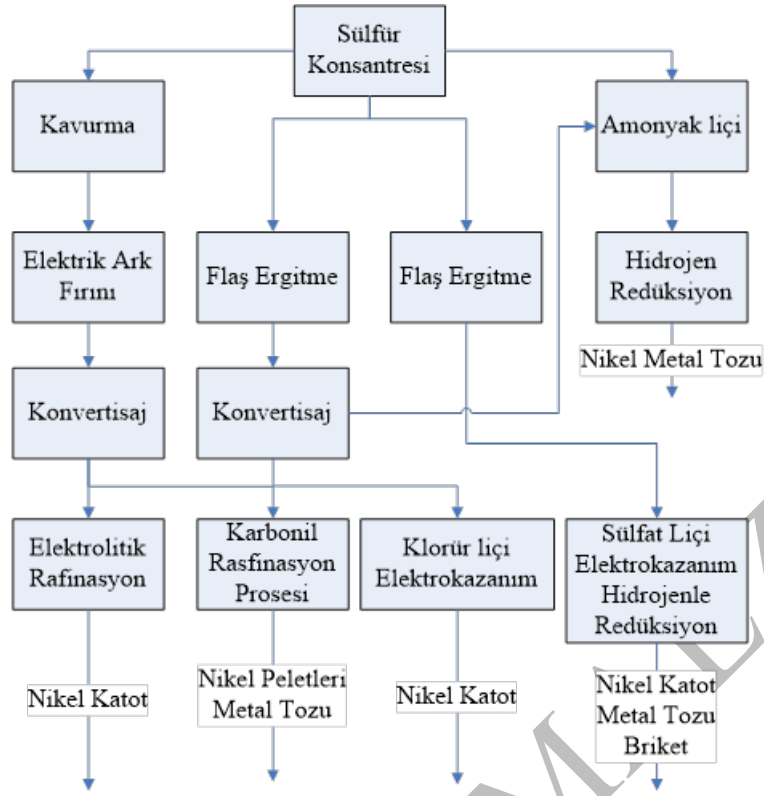 Sülfür
Konsantresi
Kavurma
Amonyak liçi
Elektrik Ark
Fırını
Flaş Ergitme
Flaş Ergitme
Hidrojen
Redüksiyon
Nikel Metal Tozu
Konvertisaj
Konvertisaj
Elektrolitik
Rafinasyon
Karbonil
Rasfinasyon
Prosesi
Klorür liçi
Elektrokazanım
Sülfat Liçi
Elektrokazanım
Hidrojenle
Redüksiyon
Nikel Katot
Nikel Peletleri
Metal Tozu
Nikel Katot
Nikel Katot
Metal Tozu
Briket